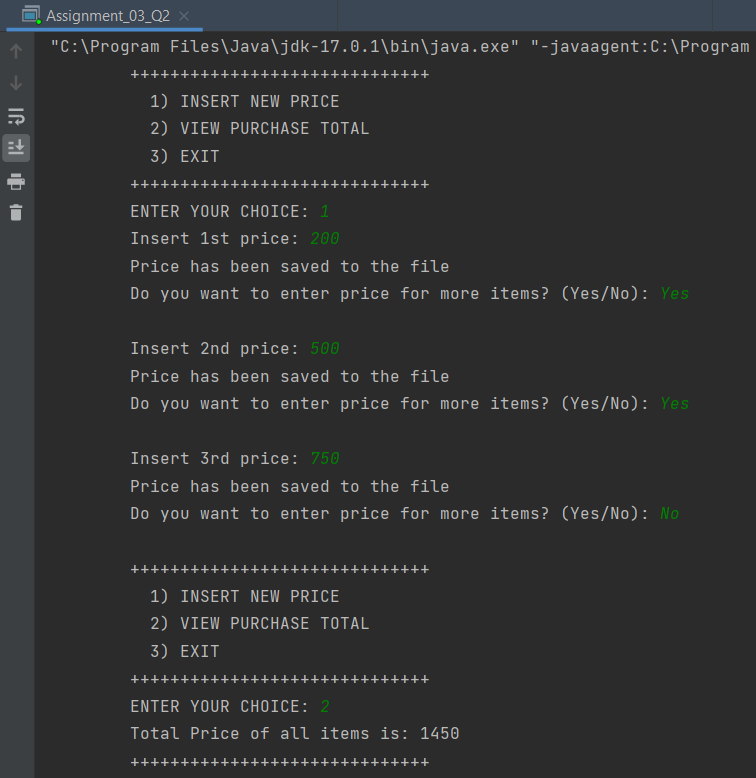 Assignment_03_Q2
"C:\Program Files\Java\jdk-17.0.1\bin\java.exe" "-javaagent:C:\Program
++++++++++++++++++++++++++++++
1) INSERT NEW PRICE
2) VIEW PURCHASE TOTAL
3) EXIT
++++++++++++++++++++++++++++++
ENTER YOUR CHOICE: 1
Insert 1st price: 200
Price has been saved to the file
Do you want to enter price for more items? (Yes/No): Yes
Insert 2nd price: 500
Price has been saved to the file
Do you want to enter price for more items? (Yes/No): Yes
Insert 3rd price: 750
Price has been saved to the file
Do you want to enter price for more items? (Yes/No): No
++++++++++++++++++++++++++++++
1) INSERT NEW PRICE
2) VIEW PURCHASE TOTAL
3) EXIT
++++++++++++++++++++++++++++++
ENTER YOUR CHOICE: 2
Total Price of all items is: 1450
++++++++++++++++++++++++++++++